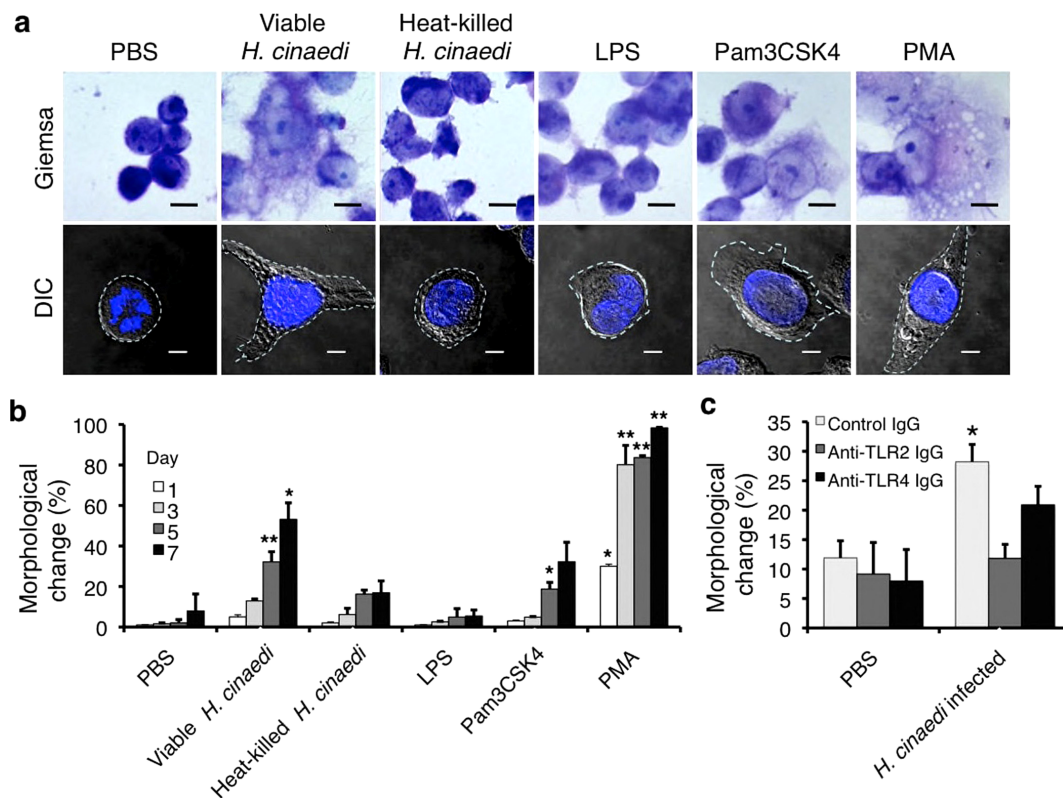 a
PBS
Viable
H. cinaedi
Heat-killed
H. cinaedi
LPS
Pam3CSK4
PMA
Giemsa
DIC
b
Morphological
change (%)
100
80
60
40
20
0
Day
1
3
5
7
**
*
*
*
**
**
**
PBS
Viable H. cinaedi
Heat-killed H. cinaedi
LPS
Pam3CSK4
PMA
c
Morphological
change (%)
35
30
25
20
15
10
5
0
Control IgG
Anti-TLR2 IgG
Anti-TLR4 IgG
*
PBS
H. cinaedi infected